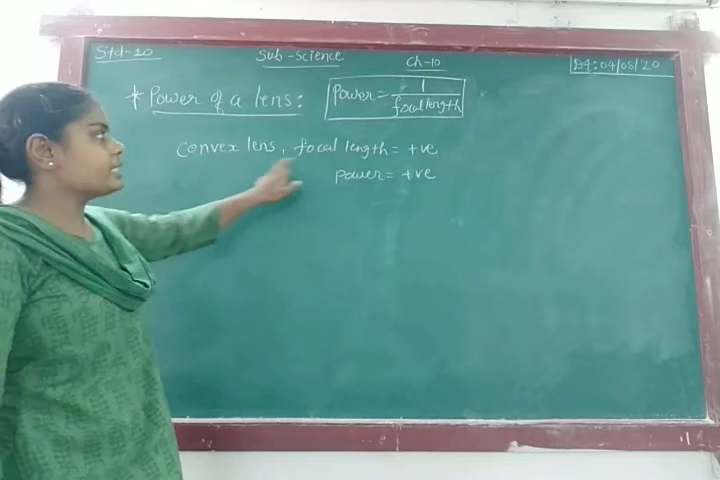 Std-10 Sub-Science Ch-10 Dt: 04/08/20
* Power of a lens: Power = 1 / focal length
Convex lens, focal length = +ve
power = +ve